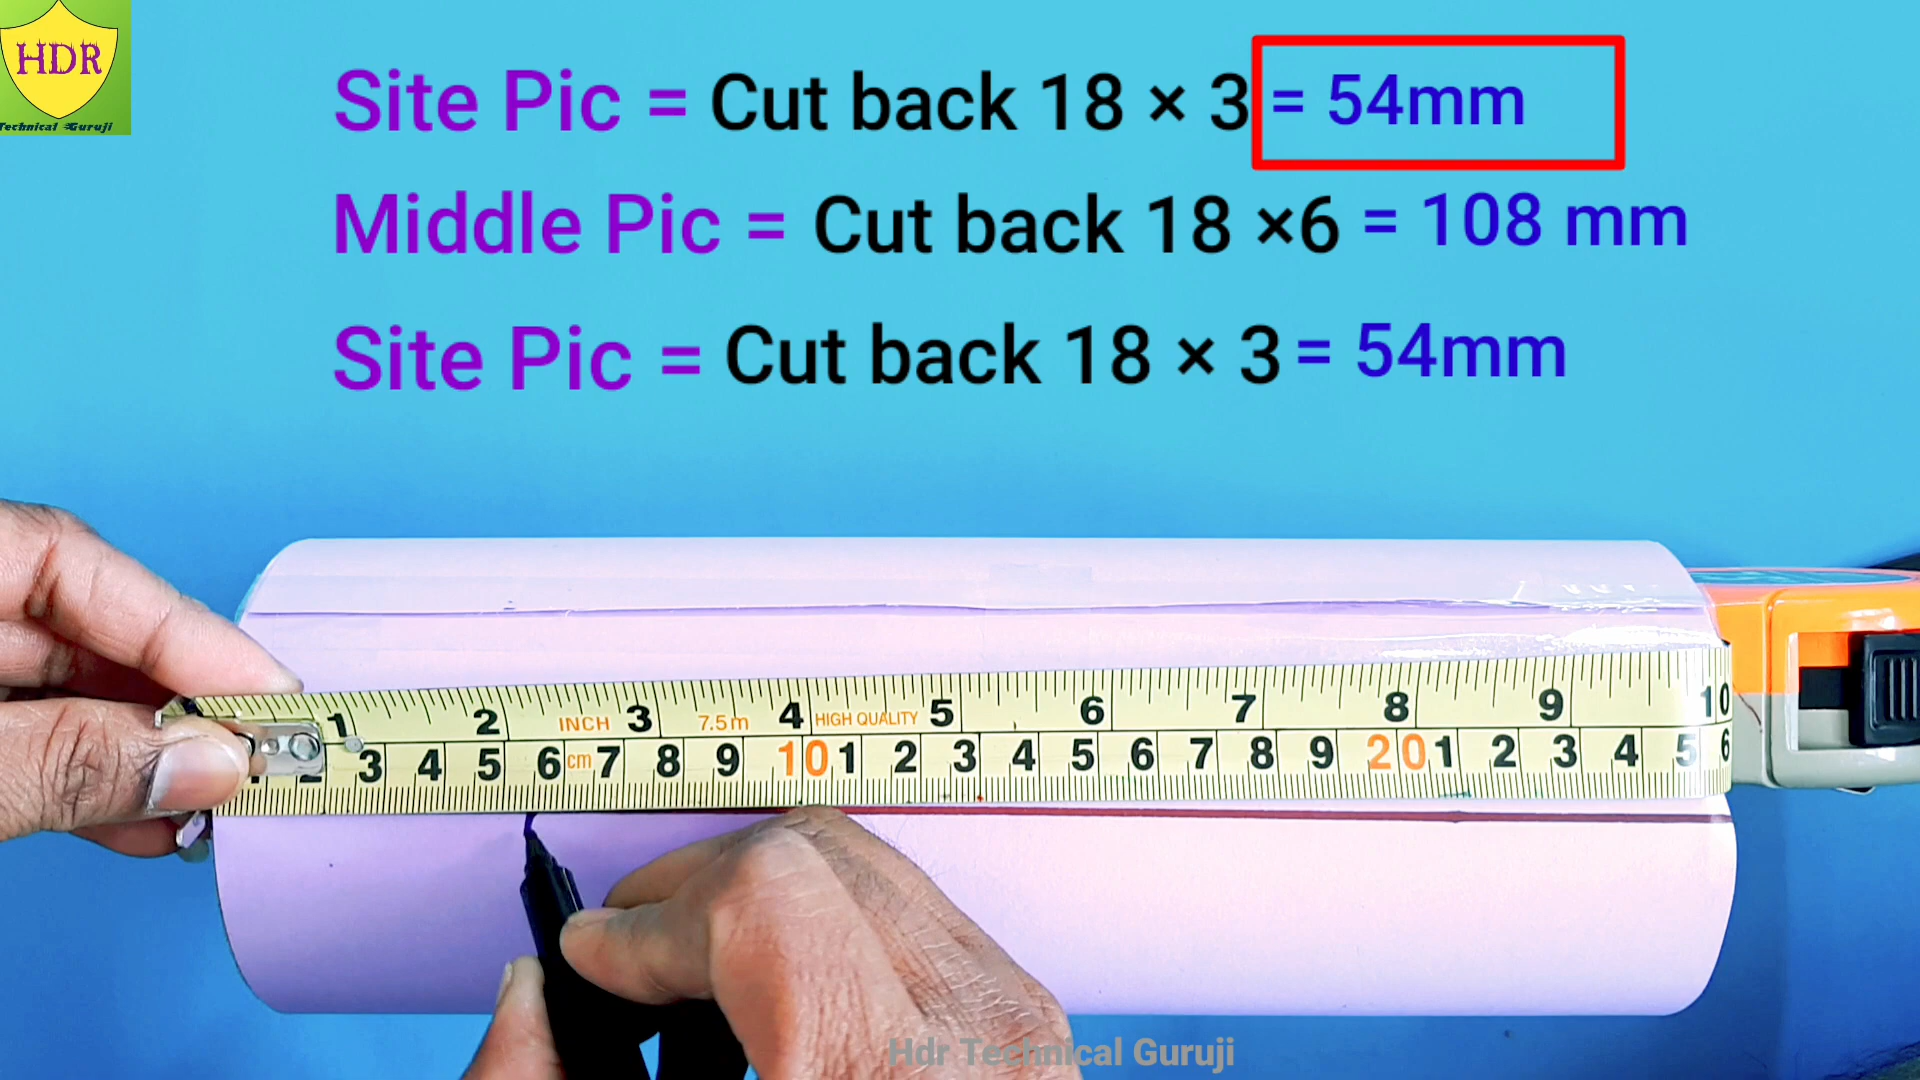 HDR
Technical Guruji
Site Pic = Cut back 18 × 3 = 54mm
Middle Pic = Cut back 18 ×6 = 108 mm
Site Pic = Cut back 18 × 3 = 54mm
1 2 INCH 3 7.5m 4 HIGH QUALITY 5 6 7 8 9 10
1 2 3 4 5 6 cm 7 8 9 10 1 2 3 4 5 6 7 8 9 20 1 2 3 4 5 6
Hdr Technical Guruji